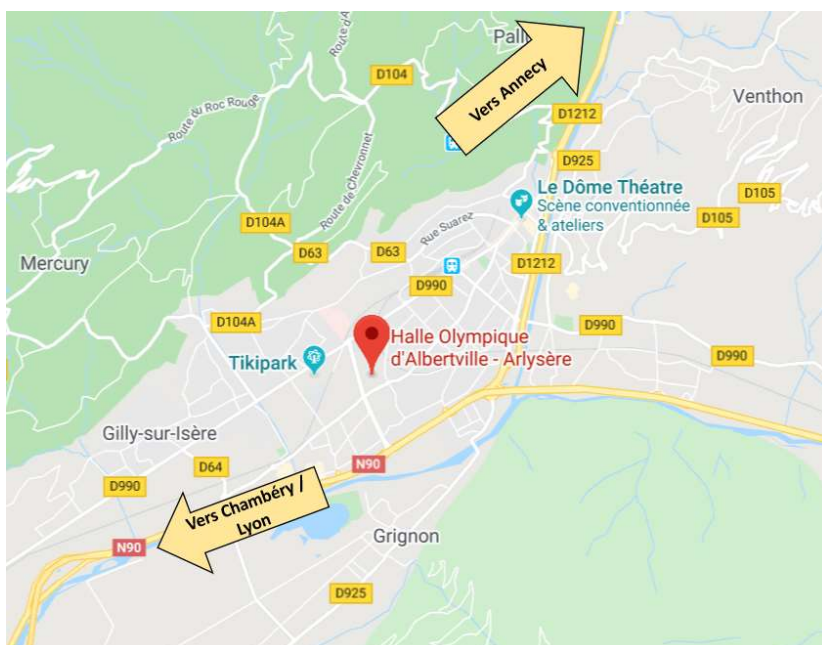 Pall
Vers Annecy
Route d'A
D104
Venthon
Route du Roc Rouge
D1212
D925
Route de Chevronnet
Le Dôme Théatre
Scène conventionnée
& ateliers
D105
D105
D104A
Rue Suarez
D63
D63
Mercury
D1212
D990
D104A
D990
Halle Olympique
d'Albertville - Arlysère
D990
Tikipark
Gilly-sur-Isère
D64
N90
D990
Vers Chambéry /
Lyon
Grignon
N90
D925